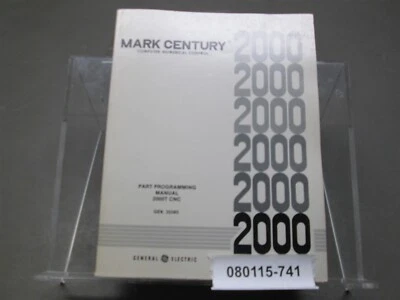 MARK CENTURY 2000
COMPUTER NUMERICAL CONTROL
2000
2000
2000
2000
2000
PART PROGRAMMING
MANUAL
2000T CNC
GENERAL ELECTRIC
080115-741